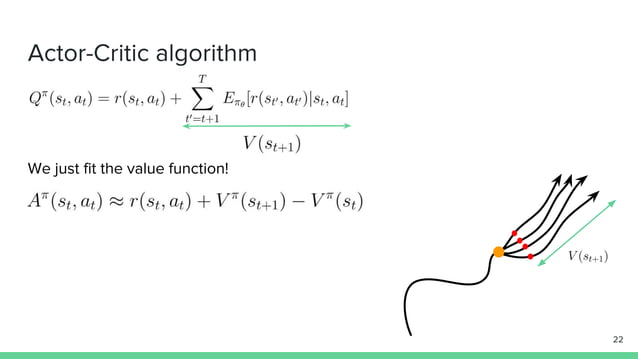 Actor-Critic algorithm
Q^π(s_t, a_t) = r(s_t, a_t) + ∑_{t'=t+1}^{T} E_{π_θ}[r(s_{t'}, a_{t'})|s_t, a_t]
V(s_{t+1})
We just fit the value function!
A^π(s_t, a_t) ≈ r(s_t, a_t) + V^π(s_{t+1}) − V^π(s_t)
V(s_{t+1})
22